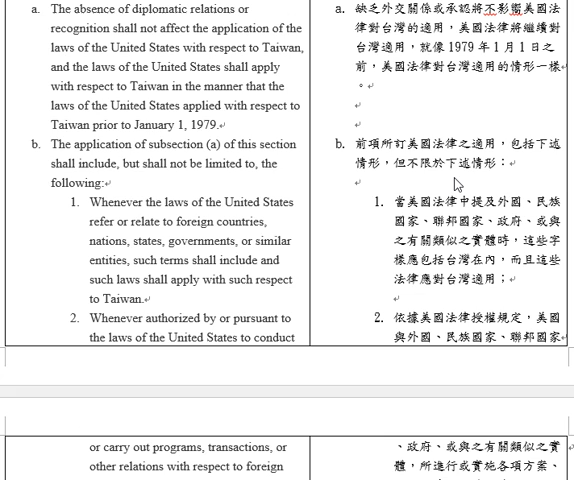 a. The absence of diplomatic relations or
recognition shall not affect the application of the
laws of the United States with respect to Taiwan,
and the laws of the United States shall apply
with respect to Taiwan in the manner that the
laws of the United States applied with respect to
Taiwan prior to January 1, 1979.
b. The application of subsection (a) of this section
shall include, but shall not be limited to, the
following:
1. Whenever the laws of the United States
refer or relate to foreign countries,
nations, states, governments, or similar
entities, such terms shall include and
such laws shall apply with such respect
to Taiwan.
2. Whenever authorized by or pursuant to
the laws of the United States to conduct
or carry out programs, transactions, or
other relations with respect to foreign
a. 缺乏外交關係或承認將不影響美國法
律對台灣的適用，美國法律將繼續對
台灣適用，就像 1979 年 1 月 1 日之
前，美國法律對台灣適用的情形一樣
。
b. 前項所訂美國法律之適用，包括下述
情形，但不限於下述情形：
1. 當美國法律中提及外國、民族
國家、聯邦國家、政府、或與
之有關類似之實體時，這些字
樣應包括台灣在內，而且這些
法律應對台灣適用；
2. 依據美國法律授權規定，美國
與外國、民族國家、聯邦國家
、政府、或與之有關類似之實
體，所進行或實施各項方案、